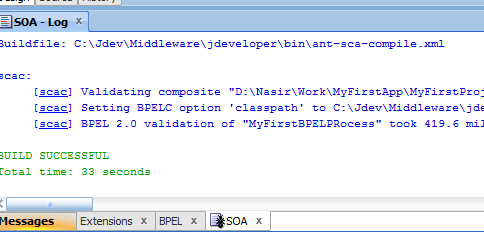 Source
History
SOA - Log x
Buildfile: C:\Jdev\Middleware\jdeveloper\bin\ant-sca-compile.xml
scac:
[scac] Validating composite "D:\Nasir\Work\MyFirstApp\MyFirstProj
[scac] Setting BPELC option 'classpath' to C:\Jdev\Middleware\jde
[scac] BPEL 2.0 validation of "MyFirstBPELPRocess" took 419.6 mil
BUILD SUCCESSFUL
Total time: 33 seconds
Messages Extensions x BPEL x SOA x